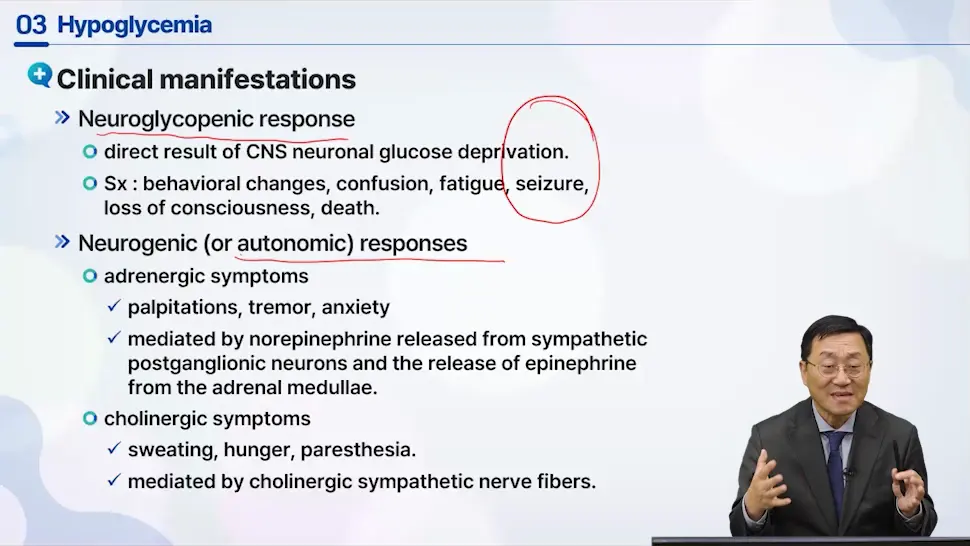 03 Hypoglycemia
Clinical manifestations
Neuroglycopenic response
direct result of CNS neuronal glucose deprivation.
Sx : behavioral changes, confusion, fatigue, seizure,
loss of consciousness, death.
Neurogenic (or autonomic) responses
adrenergic symptoms
palpitations, tremor, anxiety
mediated by norepinephrine released from sympathetic
postganglionic neurons and the release of epinephrine
from the adrenal medullae.
cholinergic symptoms
sweating, hunger, paresthesia.
mediated by cholinergic sympathetic nerve fibers.